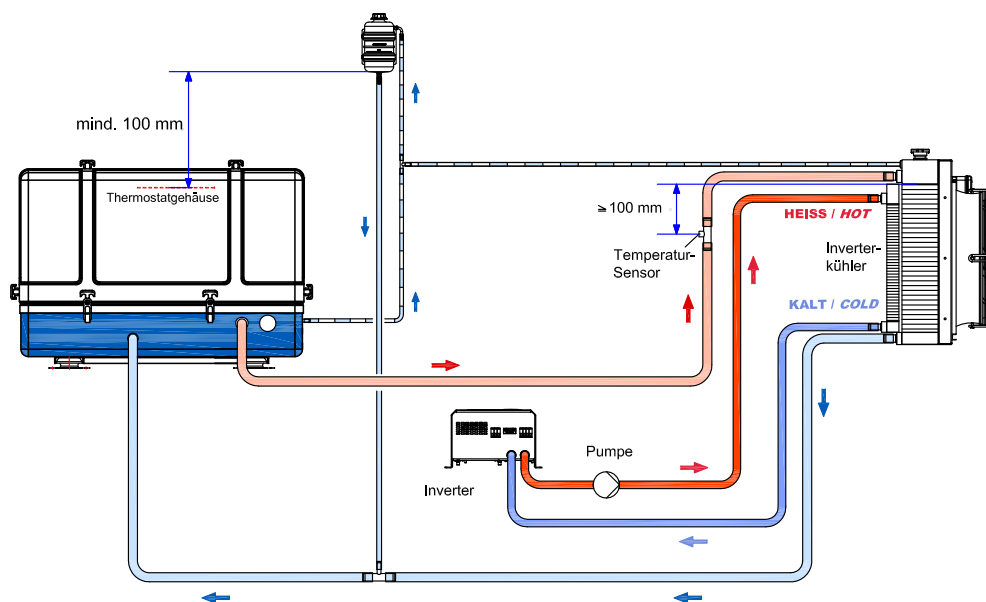 mind. 100 mm
Thermostatgehäuse
≥100 mm
HEISS / HOT
Temperatur-
Sensor
Inverter-
kühler
KALT / COLD
Pumpe
Inverter